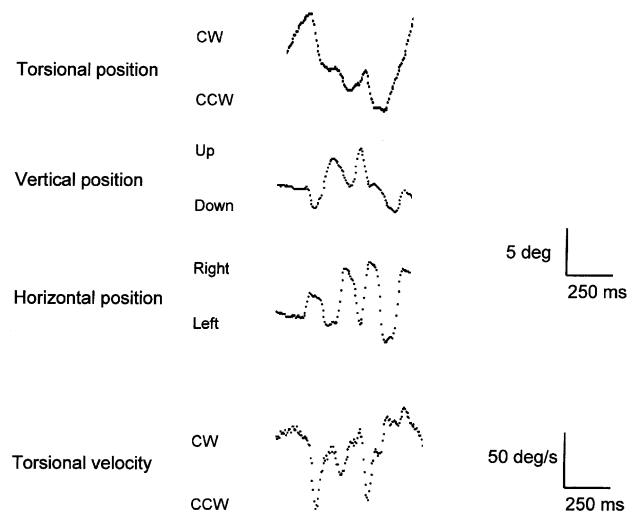 CW
Torsional position
CCW
Up
Vertical position
Down
Right
Horizontal position
Left
5 deg
250 ms
CW
Torsional velocity
CCW
50 deg/s
250 ms